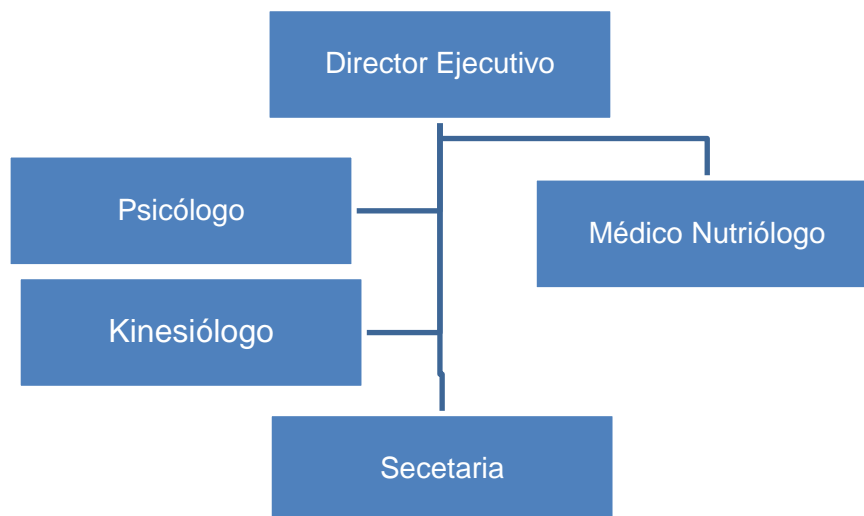 Director Ejecutivo
Psicólogo
Médico Nutriólogo
Kinesiólogo
Secetaria